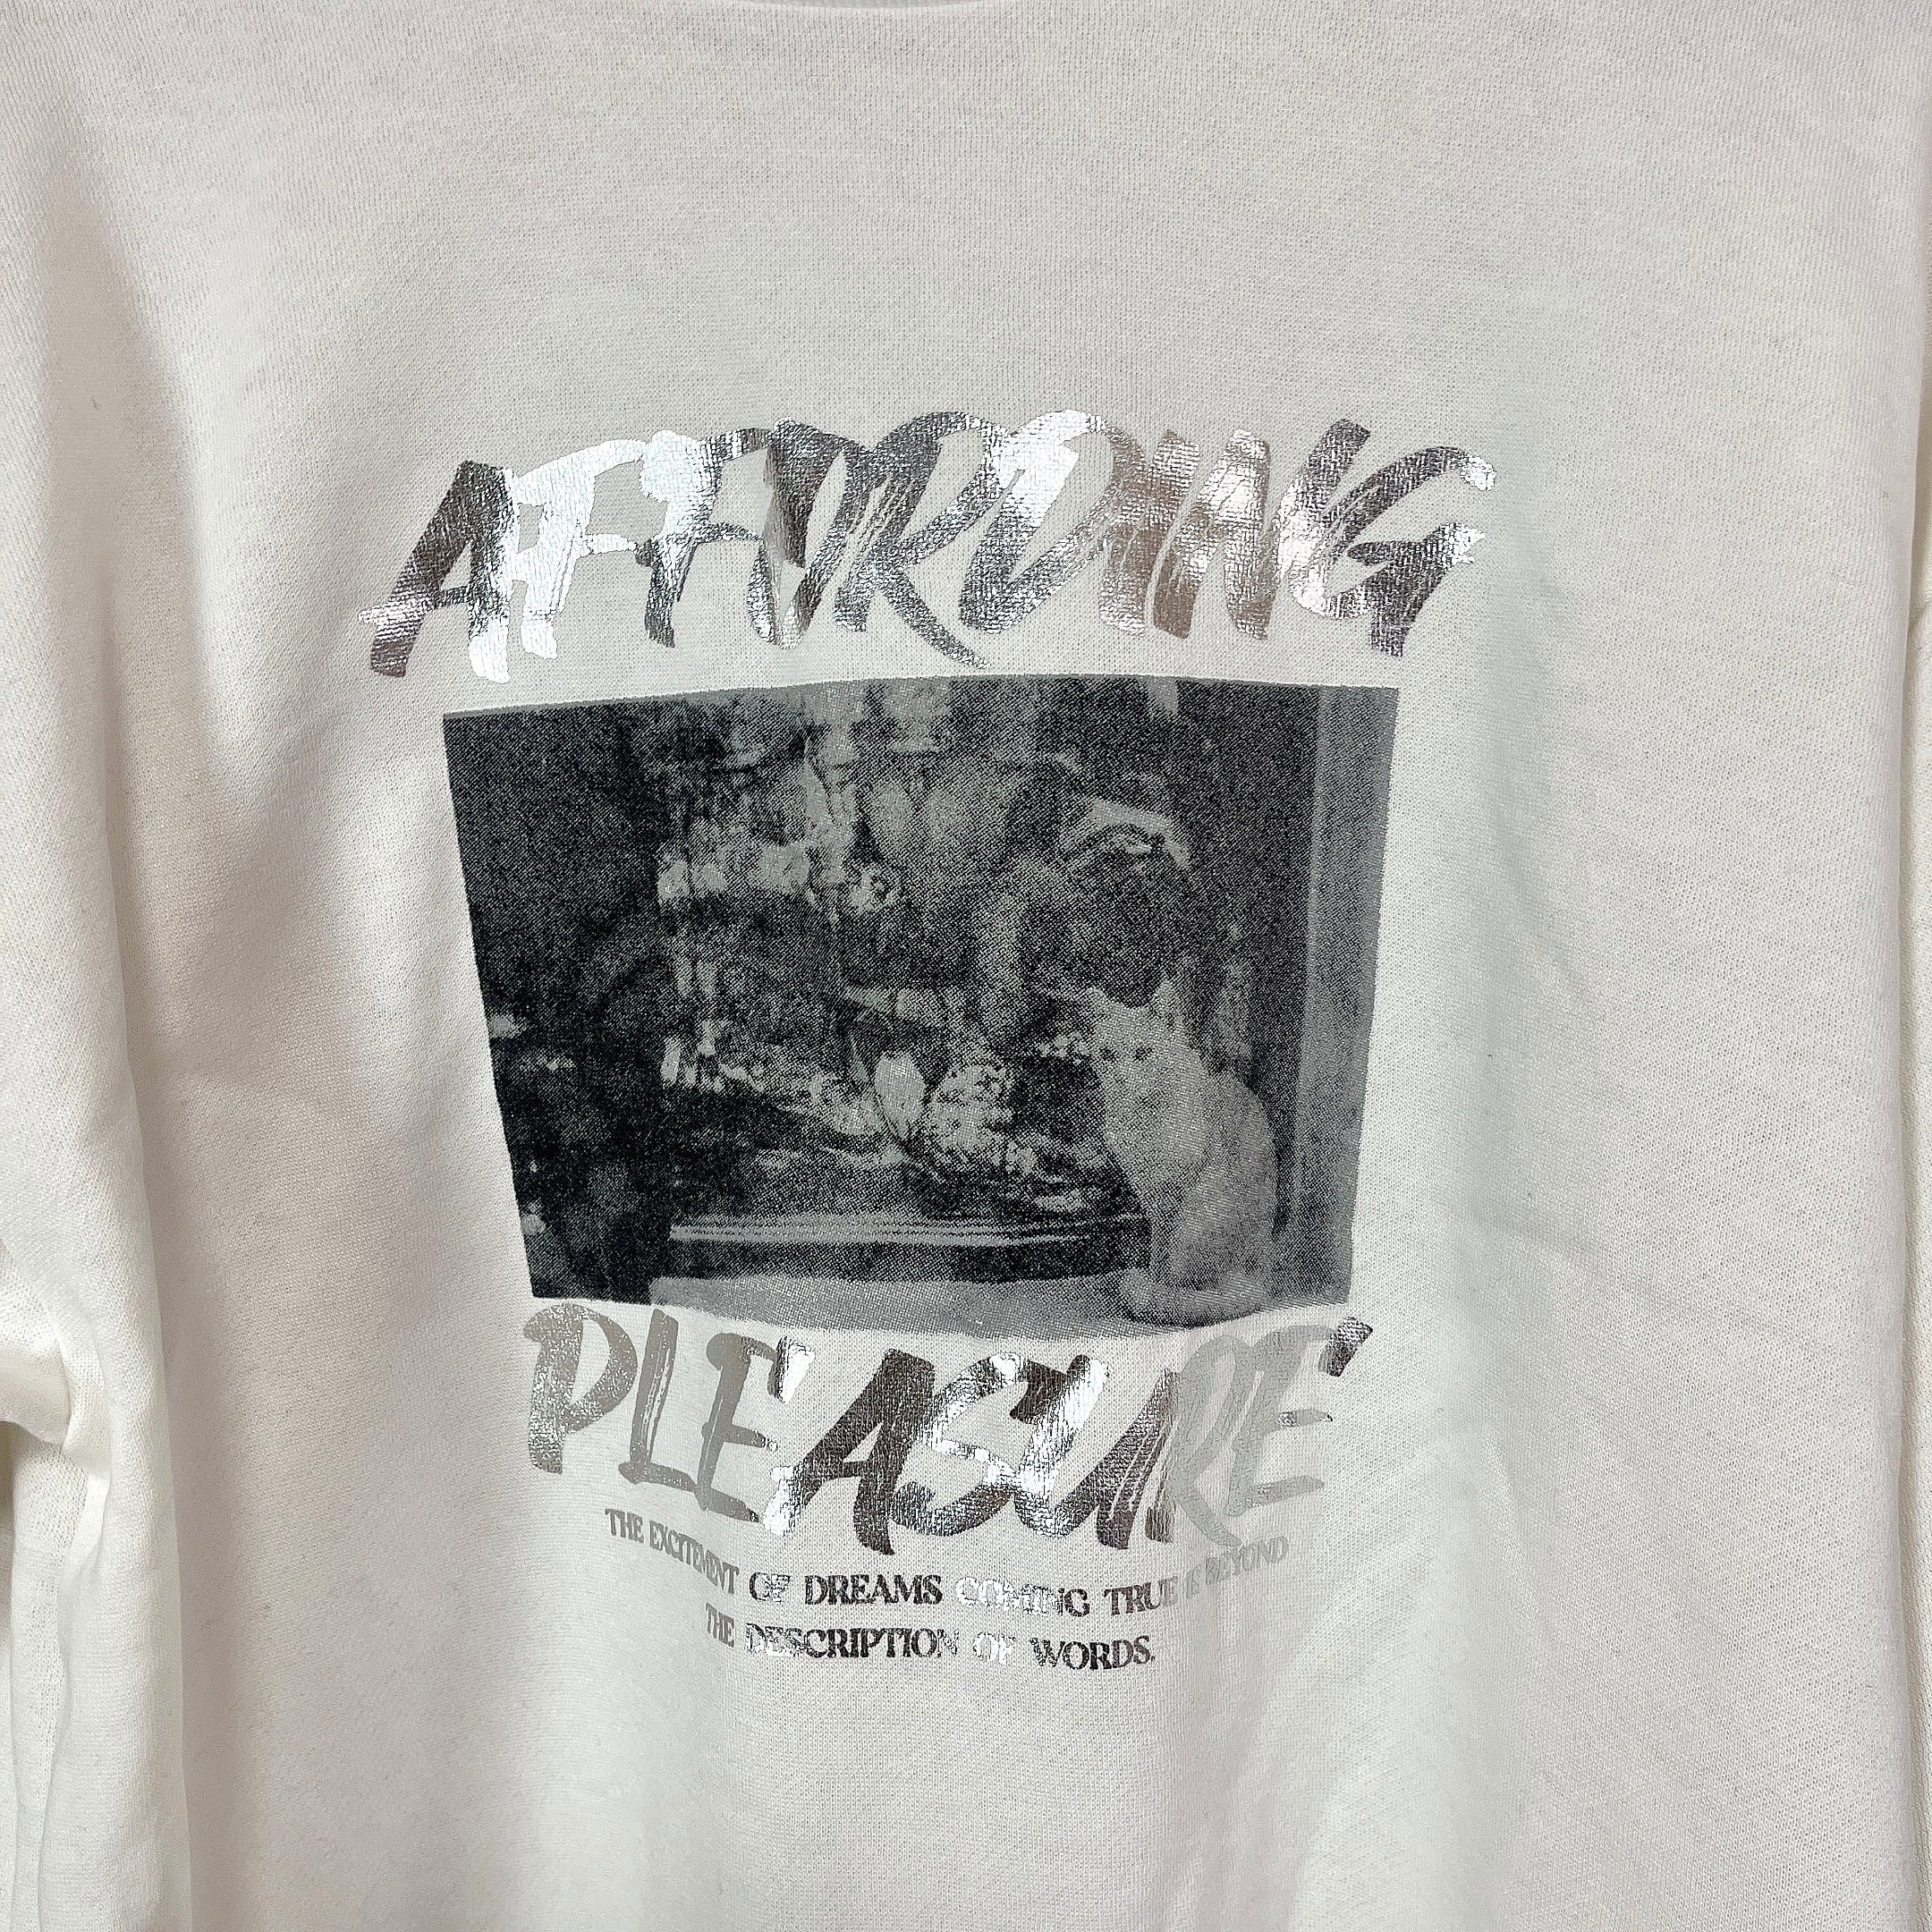 AFFORDING
PLEASURE
THE EXCITEMENT OF DREAMS COMING TRUE IS BEYOND
THE DESCRIPTION OF WORDS.